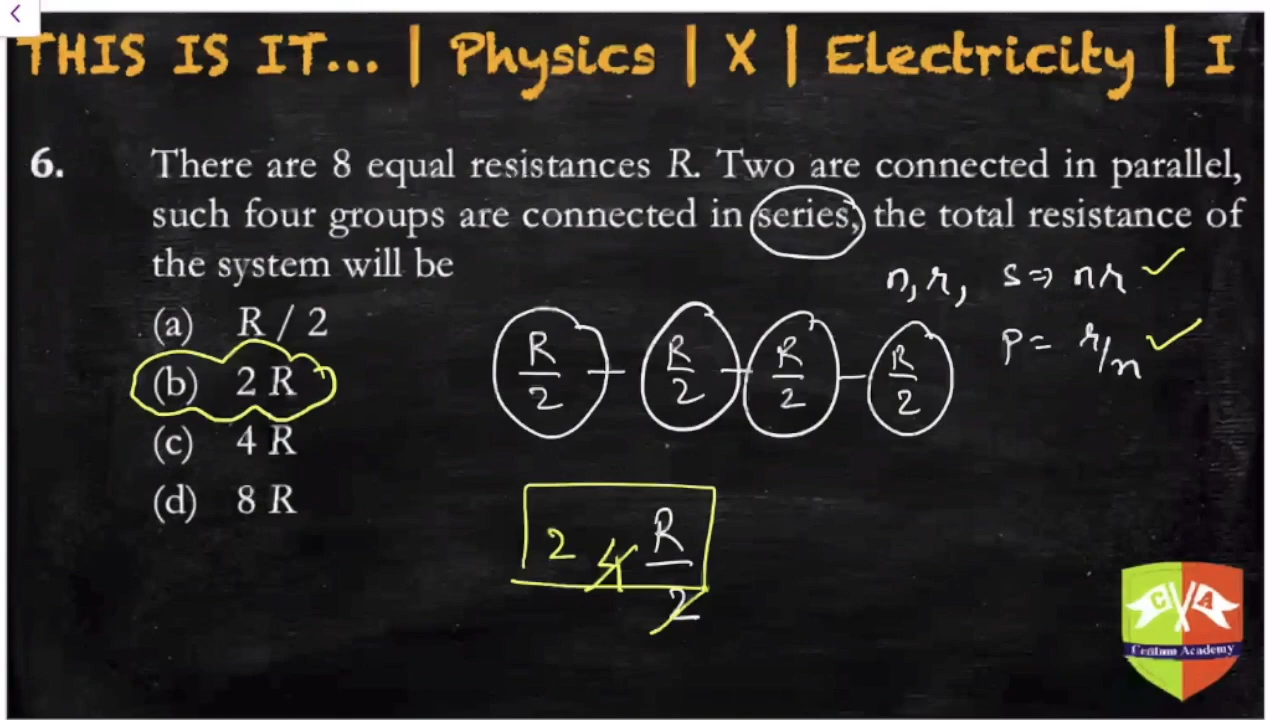 THIS IS IT... | Physics | X | Electricity | I
6. There are 8 equal resistances R. Two are connected in parallel,
such four groups are connected in series, the total resistance of
the system will be
n, r, s ⇒ nr ✓
(a) R / 2
p = r/n ✓
(b) 2 R
R/2 – R/2 – R/2 – R/2
(c) 4 R
(d) 8 R
2 4 R/2
C A
Centum Academy